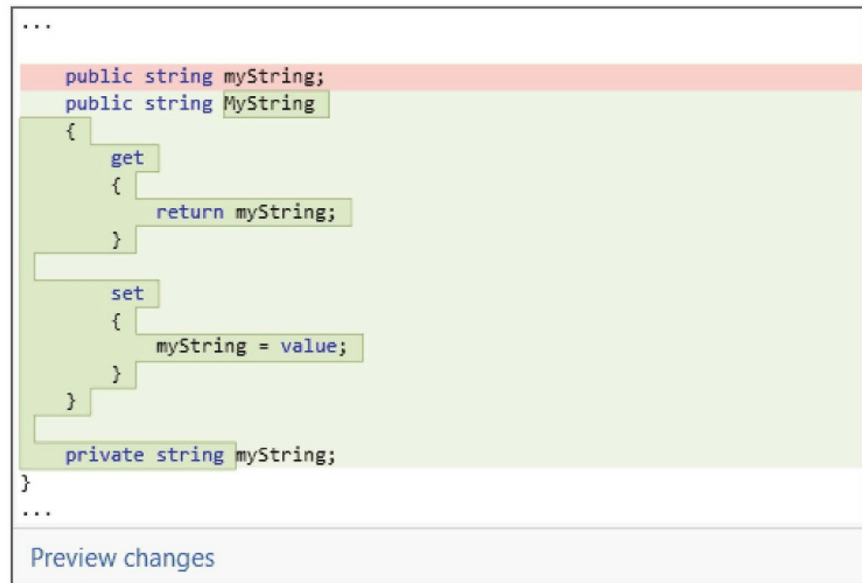 ...
public string myString;
public string MyString
{
get
{
return myString;
}
set
{
myString = value;
}
}
private string myString;
}
...
Preview changes